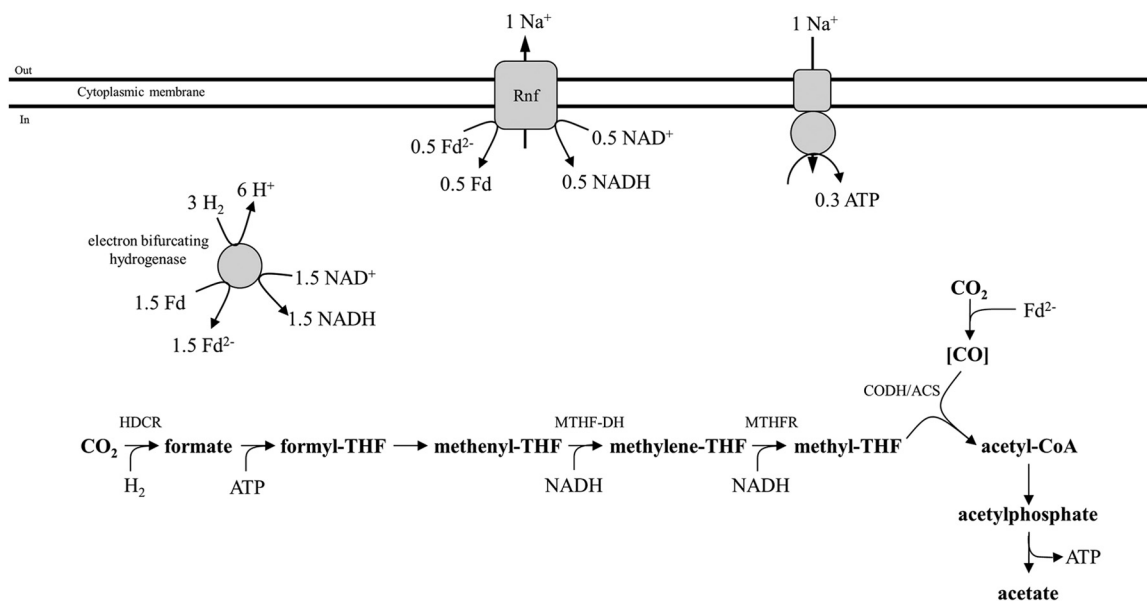 1 Na⁺
1 Na⁺
Out
Cytoplasmic membrane
Rnf
In
0.5 Fd²⁻
0.5 NAD⁺
0.5 Fd
0.5 NADH
0.3 ATP
3 H₂
6 H⁺
electron bifurcating
hydrogenase
1.5 NAD⁺
1.5 Fd
1.5 NADH
1.5 Fd²⁻
CO₂
Fd²⁻
[CO]
CODH/ACS
HDCR
MTHF-DH
MTHFR
CO₂
formate
formyl-THF
methenyl-THF
methylene-THF
methyl-THF
acetyl-CoA
H₂
ATP
NADH
NADH
acetylphosphate
ATP
acetate